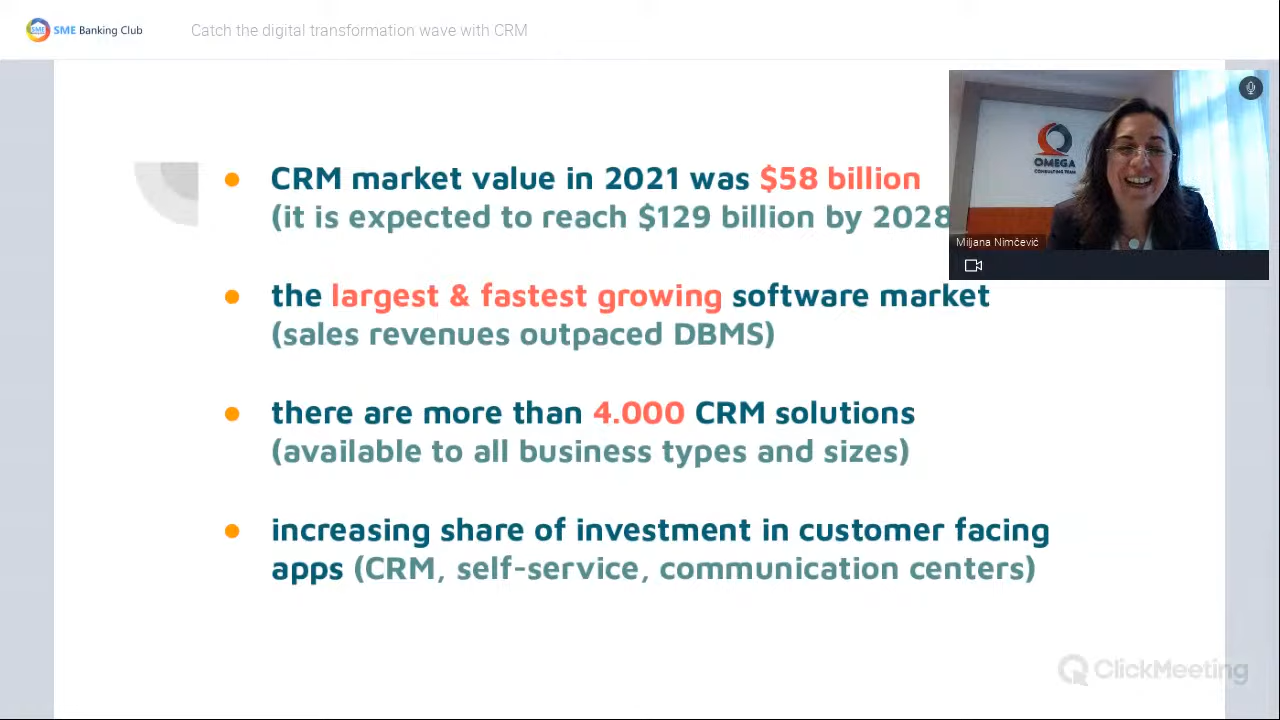 SME Banking Club
Catch the digital transformation wave with CRM
CRM market value in 2021 was $58 billion
(it is expected to reach $129 billion by 2028
OMEGA
CONSULTING TEAM
Miljana Nimčević
the largest & fastest growing software market
(sales revenues outpaced DBMS)
there are more than 4.000 CRM solutions
(available to all business types and sizes)
increasing share of investment in customer facing
apps (CRM, self-service, communication centers)
ClickMeeting